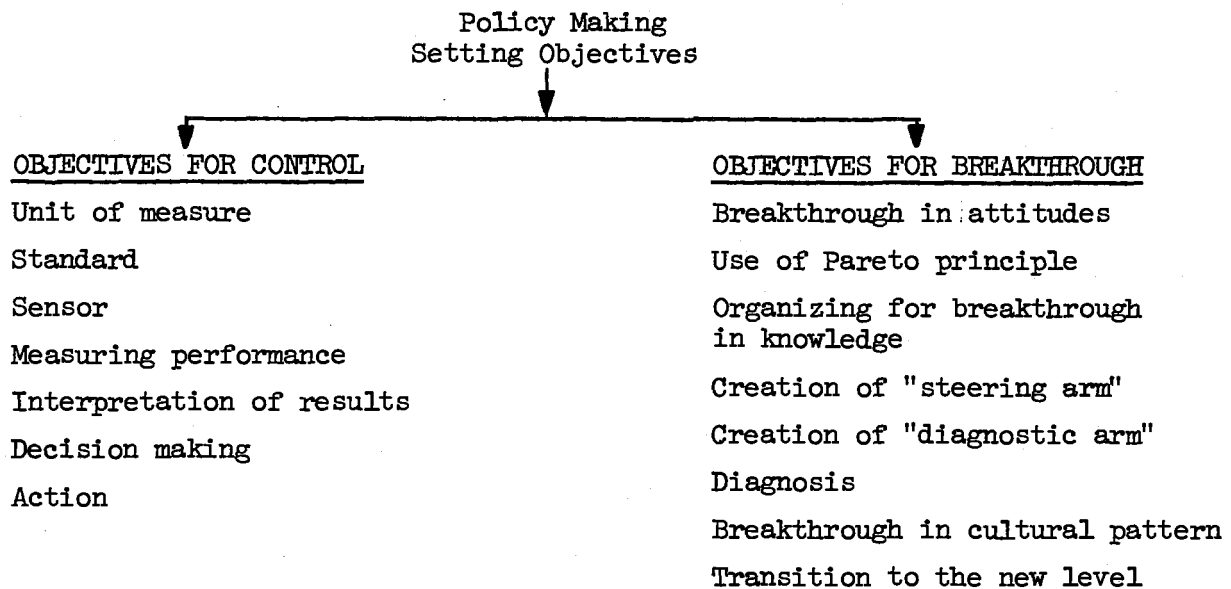 Policy Making
Setting Objectives
OBJECTIVES FOR CONTROL
Unit of measure
Standard
Sensor
Measuring performance
Interpretation of results
Decision making
Action
OBJECTIVES FOR BREAKTHROUGH
Breakthrough in attitudes
Use of Pareto principle
Organizing for breakthrough
in knowledge
Creation of "steering arm"
Creation of "diagnostic arm"
Diagnosis
Breakthrough in cultural pattern
Transition to the new level